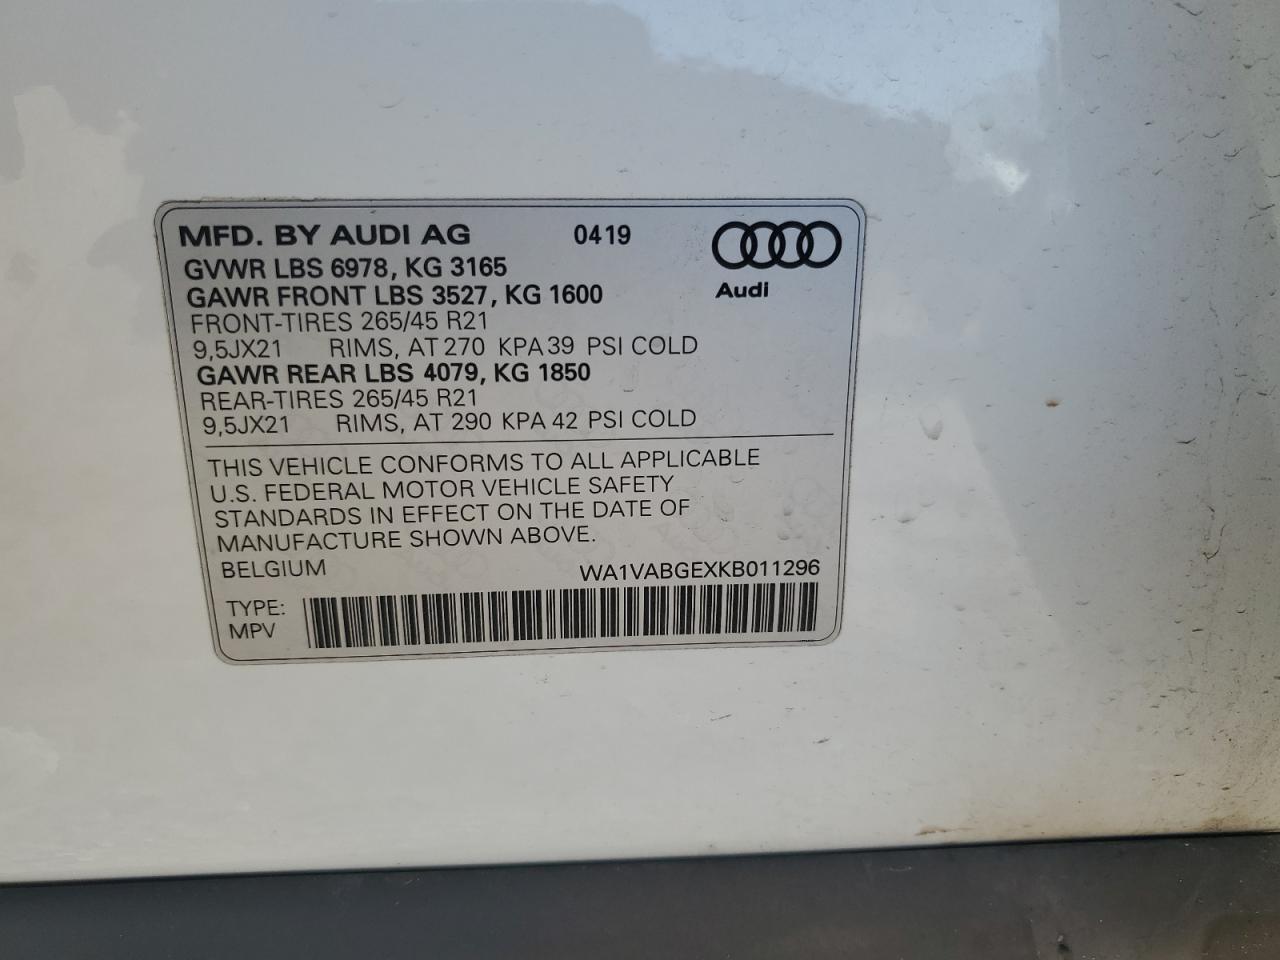 MFD. BY AUDI AG 0419
GVWR LBS 6978, KG 3165
GAWR FRONT LBS 3527, KG 1600
Audi
FRONT-TIRES 265/45 R21
9,5JX21 RIMS, AT 270 KPA 39 PSI COLD
GAWR REAR LBS 4079, KG 1850
REAR-TIRES 265/45 R21
9,5JX21 RIMS, AT 290 KPA 42 PSI COLD
THIS VEHICLE CONFORMS TO ALL APPLICABLE
U.S. FEDERAL MOTOR VEHICLE SAFETY
STANDARDS IN EFFECT ON THE DATE OF
MANUFACTURE SHOWN ABOVE.
BELGIUM WA1VABGEXKB011296
TYPE:
MPV